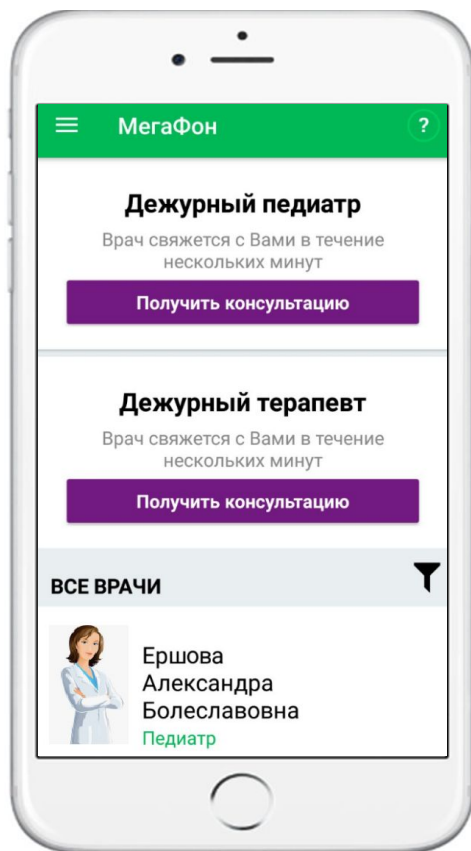 МегаФон
?
Дежурный педиатр
Врач свяжется с Вами в течение
нескольких минут
Получить консультацию
Дежурный терапевт
Врач свяжется с Вами в течение
нескольких минут
Получить консультацию
ВСЕ ВРАЧИ
Ершова
Александра
Болеславовна
Педиатр